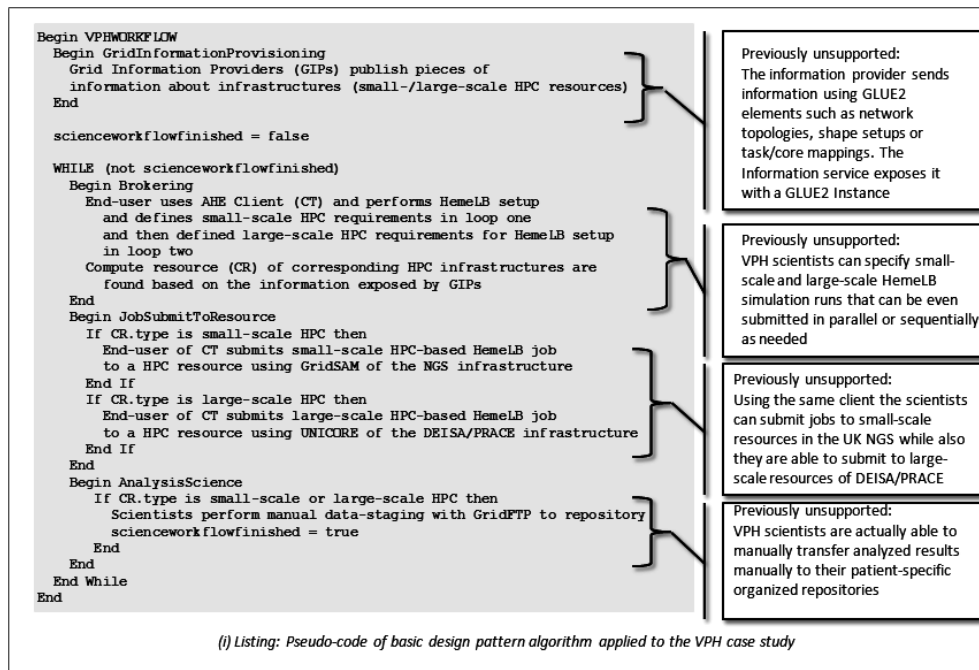 Begin VPHWORKFLOW
Begin GridInformationProvisioning
Grid Information Providers (GIPs) publish pieces of
information about infrastructures (small-/large-scale HPC resources)
End
scienceworkflowfinished = false
WHILE (not scienceworkflowfinished)
Begin Brokering
End-user uses AHE Client (CT) and performs HemeLB setup
and defines small-scale HPC requirements in loop one
and then defined large-scale HPC requirements for HemeLB setup
in loop two
Compute resource (CR) of corresponding HPC infrastructures are
found based on the information exposed by GIPs
End
Begin JobSubmitToResource
If CR.type is small-scale HPC then
End-user of CT submits small-scale HPC-based HemeLB job
to a HPC resource using GridSAM of the NGS infrastructure
End If
If CR.type is large-scale HPC then
End-user of CT submits large-scale HPC-based HemeLB job
to a HPC resource using UNICORE of the DEISA/PRACE infrastructure
End If
End
Begin AnalysisScience
If CR.type is small-scale or large-scale HPC then
Scientists perform manual data-staging with GridFTP to repository
scienceworkflowfinished = true
End
End
End While
End
Previously unsupported:
The information provider sends
information using GLUE2
elements such as network
topologies, shape setups or
task/core mappings. The
Information service exposes it
with a GLUE2 Instance
Previously unsupported:
VPH scientists can specify small-
scale and large-scale HemeLB
simulation runs that can be even
submitted in parallel or sequentially
as needed
Previously unsupported:
Using the same client the scientists
can submit jobs to small-scale
resources in the UK NGS while also
they are able to submit to large-
scale resources of DEISA/PRACE
Previously unsupported:
VPH scientists are actually able to
manually transfer analyzed results
manually to their patient-specific
organized repositories
(i) Listing: Pseudo-code of basic design pattern algorithm applied to the VPH case study